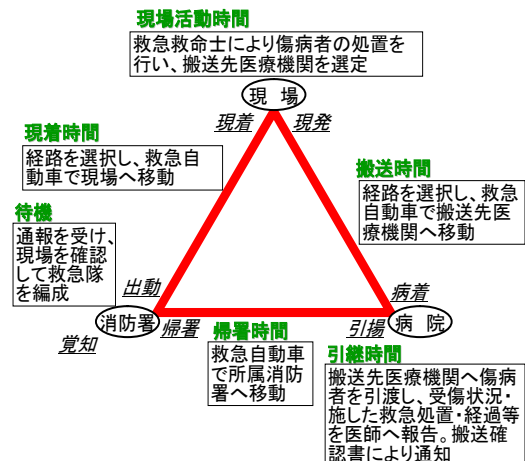 現場活動時間
救急救命士により傷病者の処置を
行い、搬送先医療機関を選定
現 場
現着 現発
現着時間
経路を選択し、救急自
動車で現場へ移動
搬送時間
経路を選択し、救急
自動車で搬送先医
療機関へ移動
待機
通報を受け、
現場を確認
して救急隊
を編成
出動
病着
消防署
帰署
引揚
病 院
覚知
帰署時間
救急自動車
で所属消防
署へ移動
引継時間
搬送先医療機関へ傷病
者を引渡し、受傷状況・
施した救急処置・経過等
を医師へ報告。搬送確
認書により通知